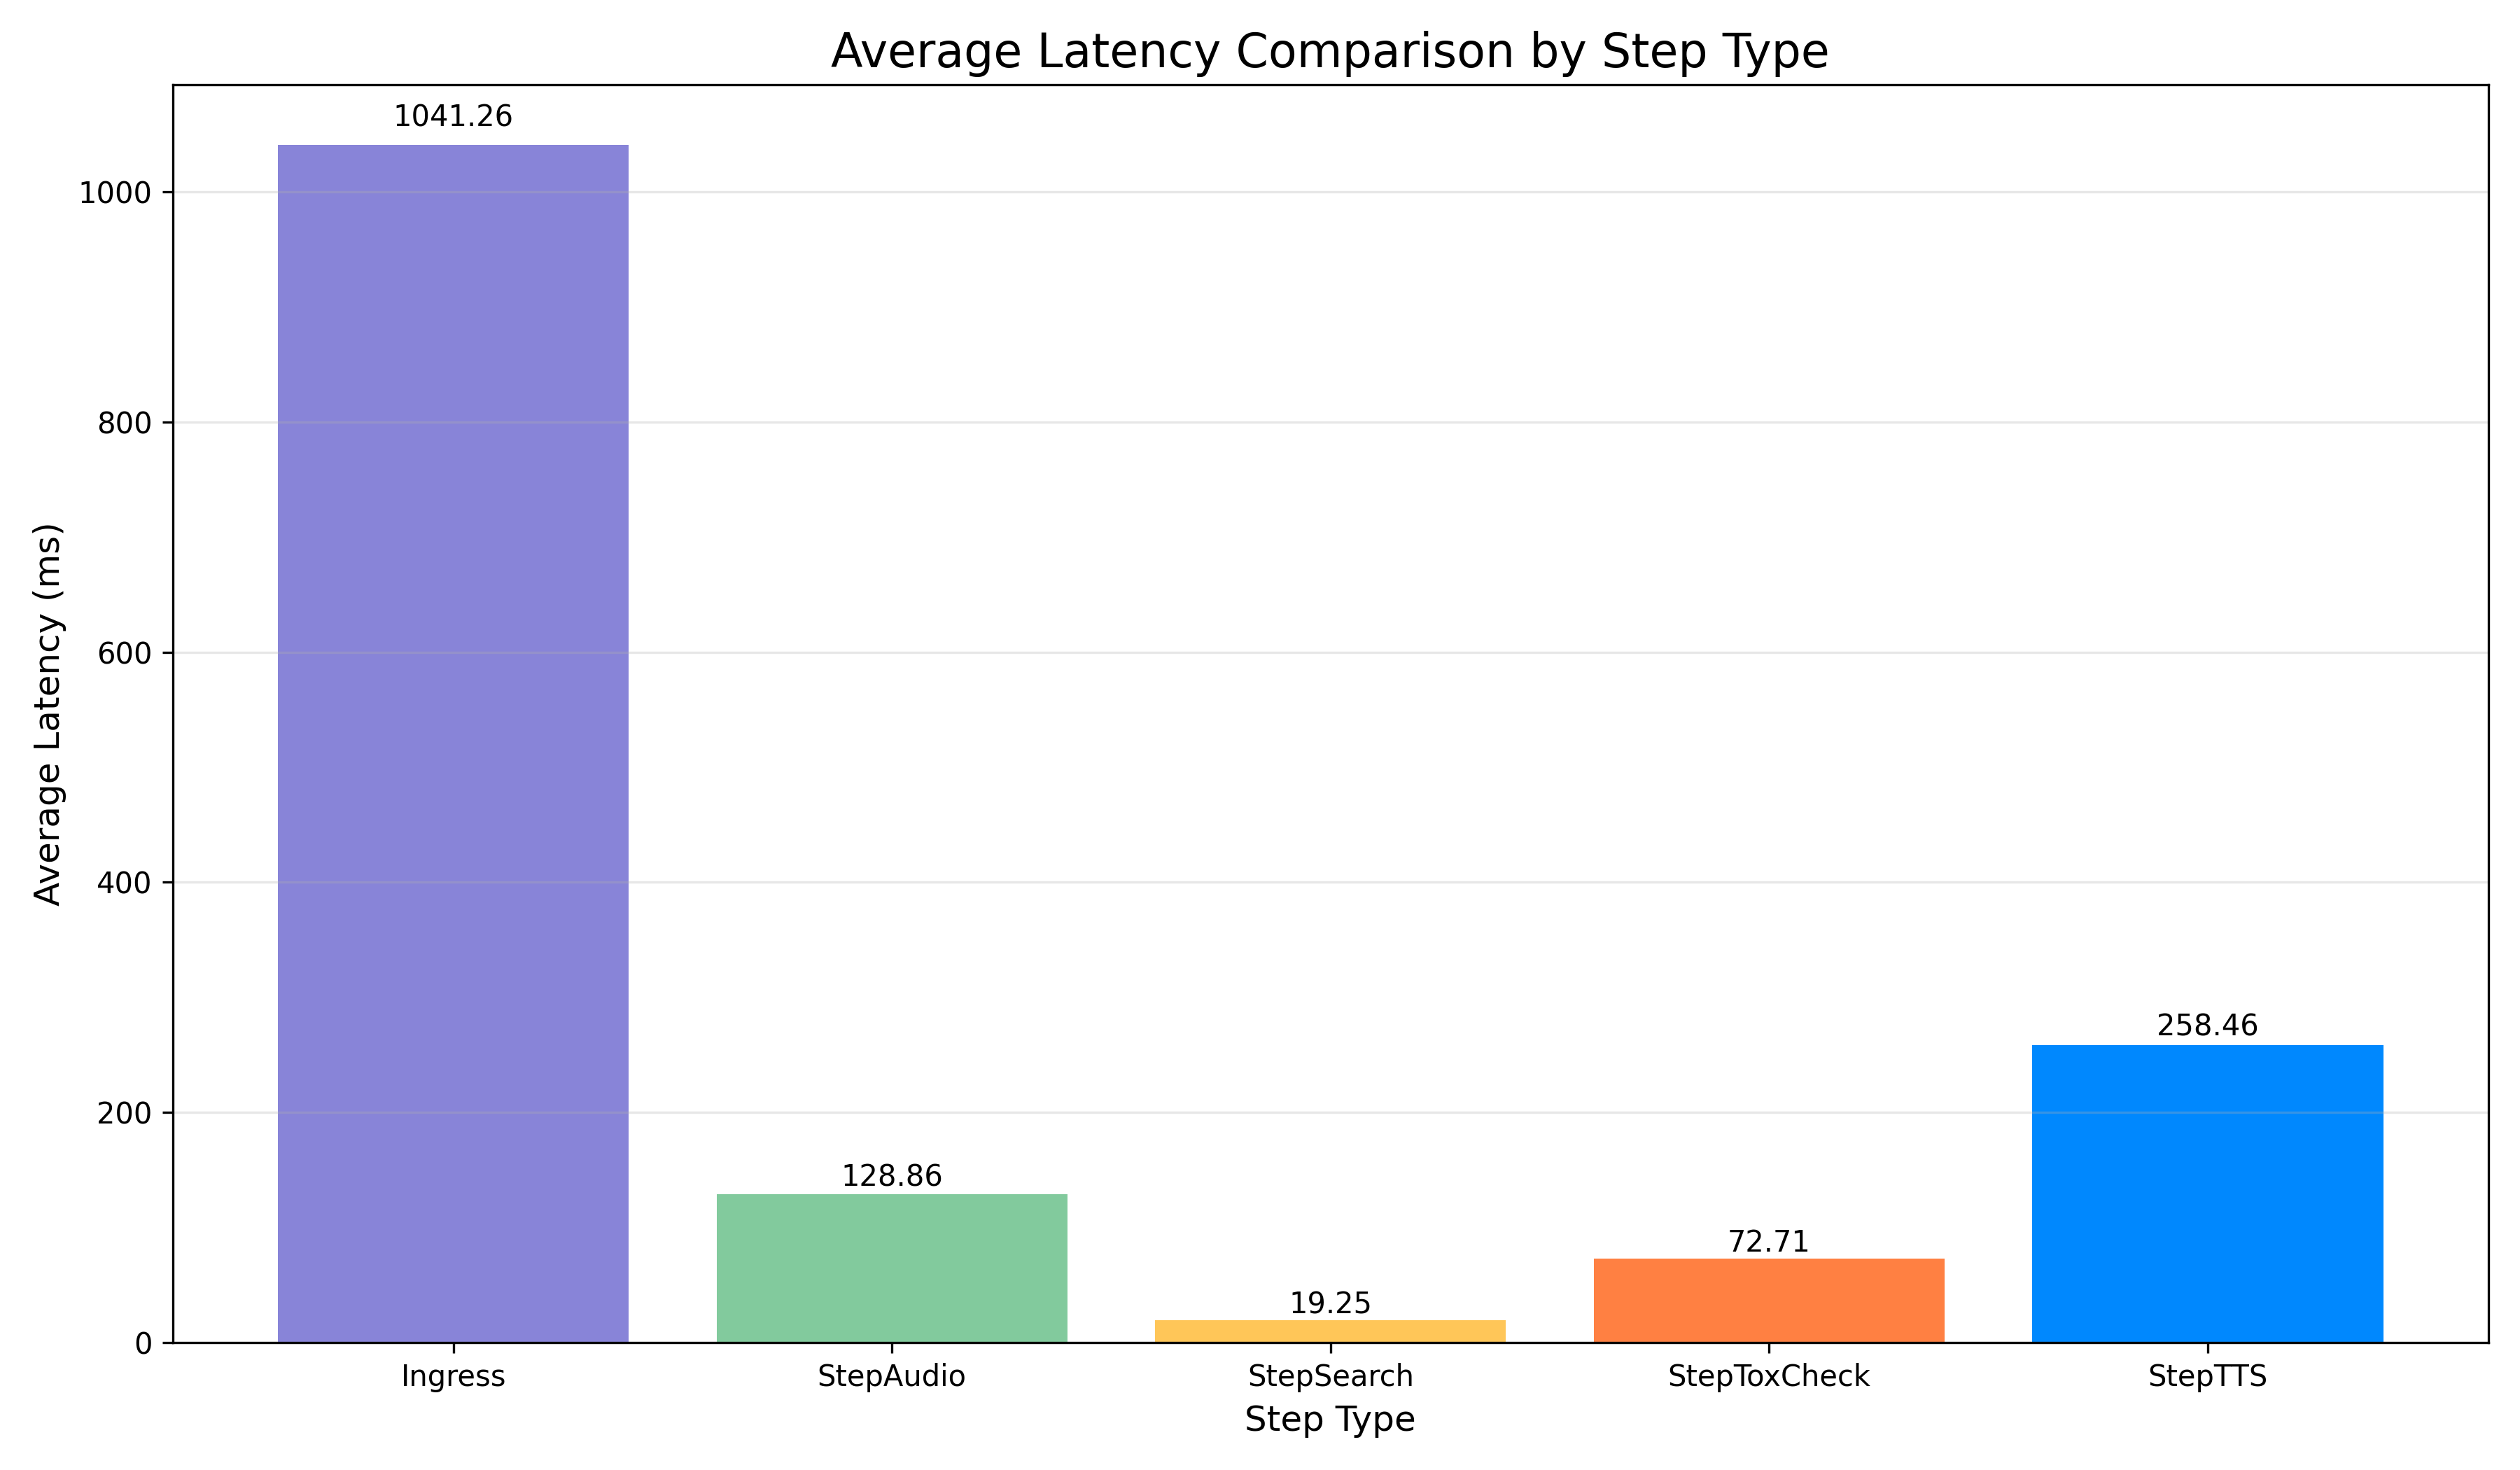 Average Latency Comparison by Step Type
Average Latency (ms)
1000
800
600
400
200
0
1041.26
128.86
19.25
72.71
258.46
Ingress
StepAudio
StepSearch
StepToxCheck
StepTTS
Step Type